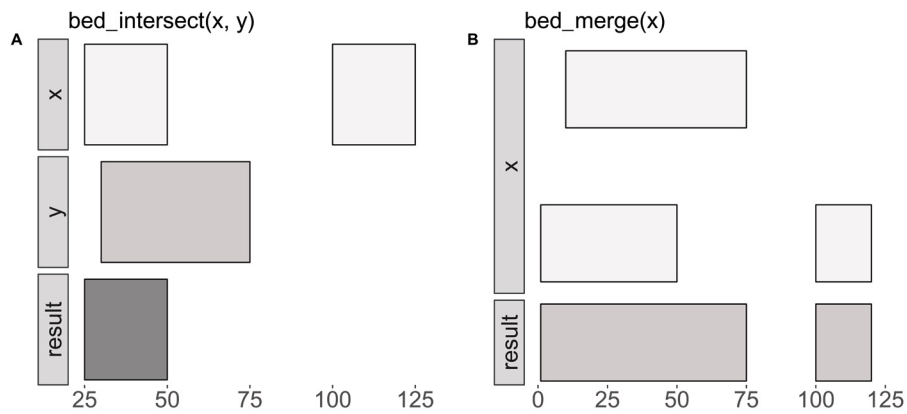 A
bed_intersect(x, y)
x
y
result
25 50 75 100 125
B
bed_merge(x)
x
result
0 25 50 75 100 125